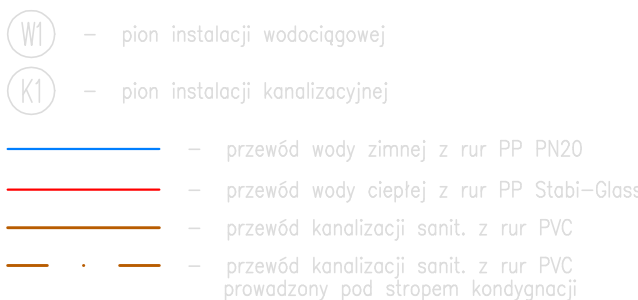 W1 – pion instalacji wodociągowej
K1 – pion instalacji kanalizacyjnej
– przewód wody zimnej z rur PP PN20
– przewód wody ciepłej z rur PP Stabi–Glass
– przewód kanalizacji sanit. z rur PVC
– przewód kanalizacji sanit. z rur PVC
prowadzony pod stropem kondygnacji